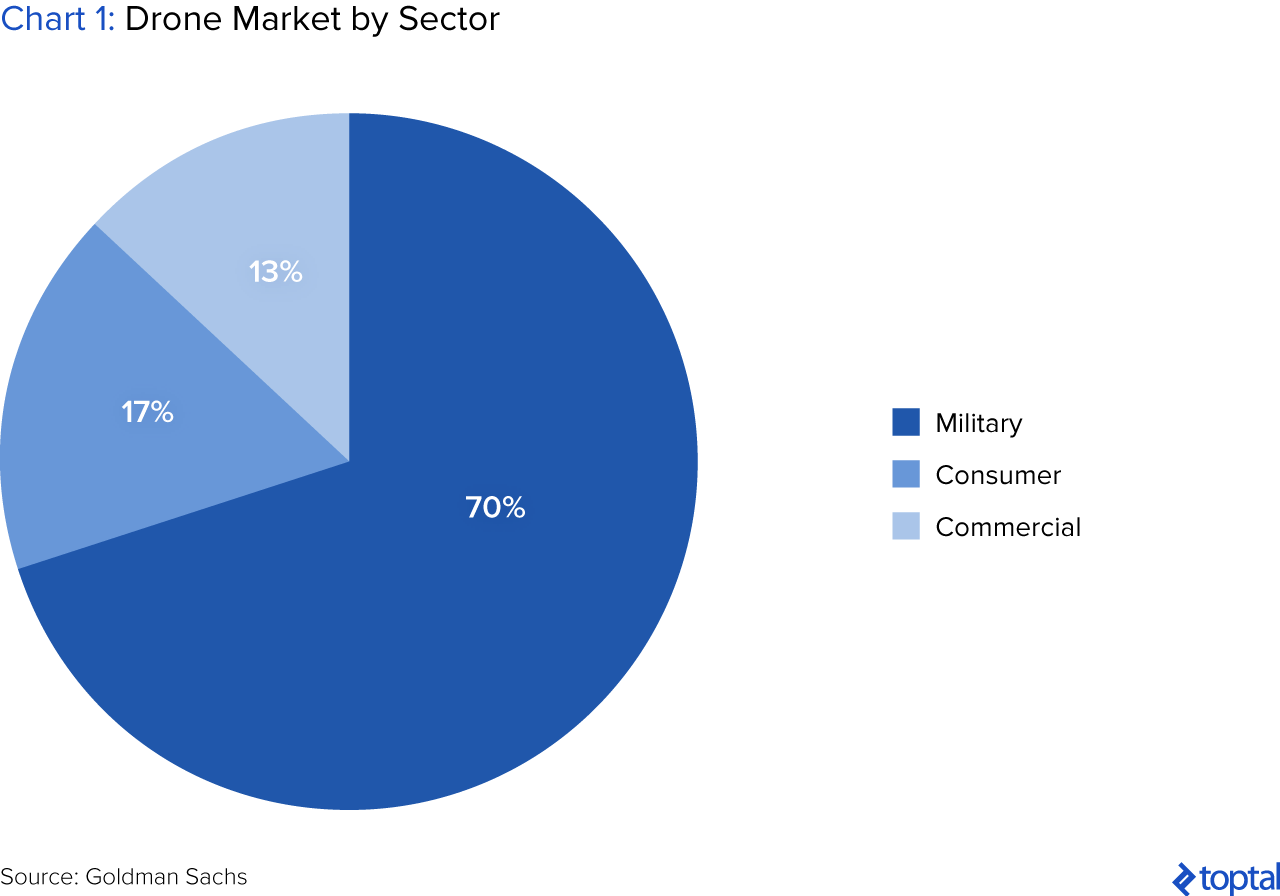 Chart 1: Drone Market by Sector
13%
17%
70%
Military
Consumer
Commercial
Source: Goldman Sachs
toptal